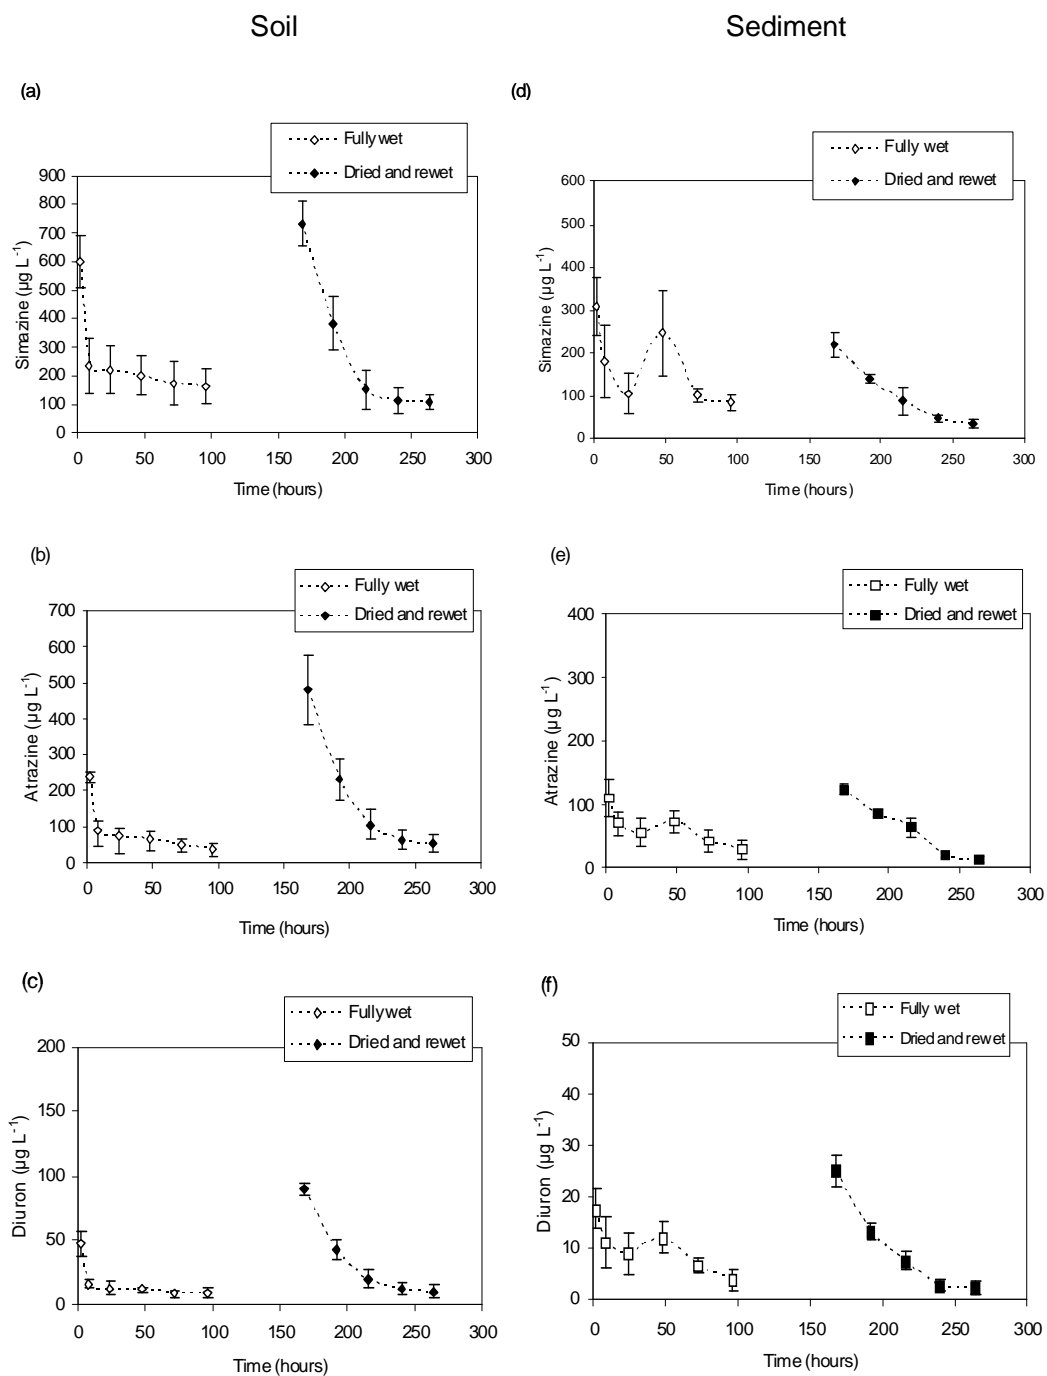 Soil
Sediment
(a)
Fully wet
Dried and rewet
900
800
700
600
500
400
300
200
100
0
Simazine (µg L-1)
0 50 100 150 200 250 300
Time (hours)
(d)
Fully wet
Dried and rewet
600
500
400
300
200
100
0
Simazine (µg L-1)
0 50 100 150 200 250 300
Time (hours)
(b)
Fully wet
Dried and rewet
700
600
500
400
300
200
100
0
Atrazine (µg L-1)
0 50 100 150 200 250 300
Time (hours)
(e)
Fully wet
Dried and rewet
400
300
200
100
0
Atrazine (µg L-1)
0 50 100 150 200 250 300
Time (hours)
(c)
Fully wet
Dried and rewet
200
150
100
50
0
Diuron (µg L-1)
0 50 100 150 200 250 300
Time (hours)
(f)
Fully wet
Dried and rewet
50
40
30
20
10
0
Diuron (µg L-1)
0 50 100 150 200 250 300
Time (hours)